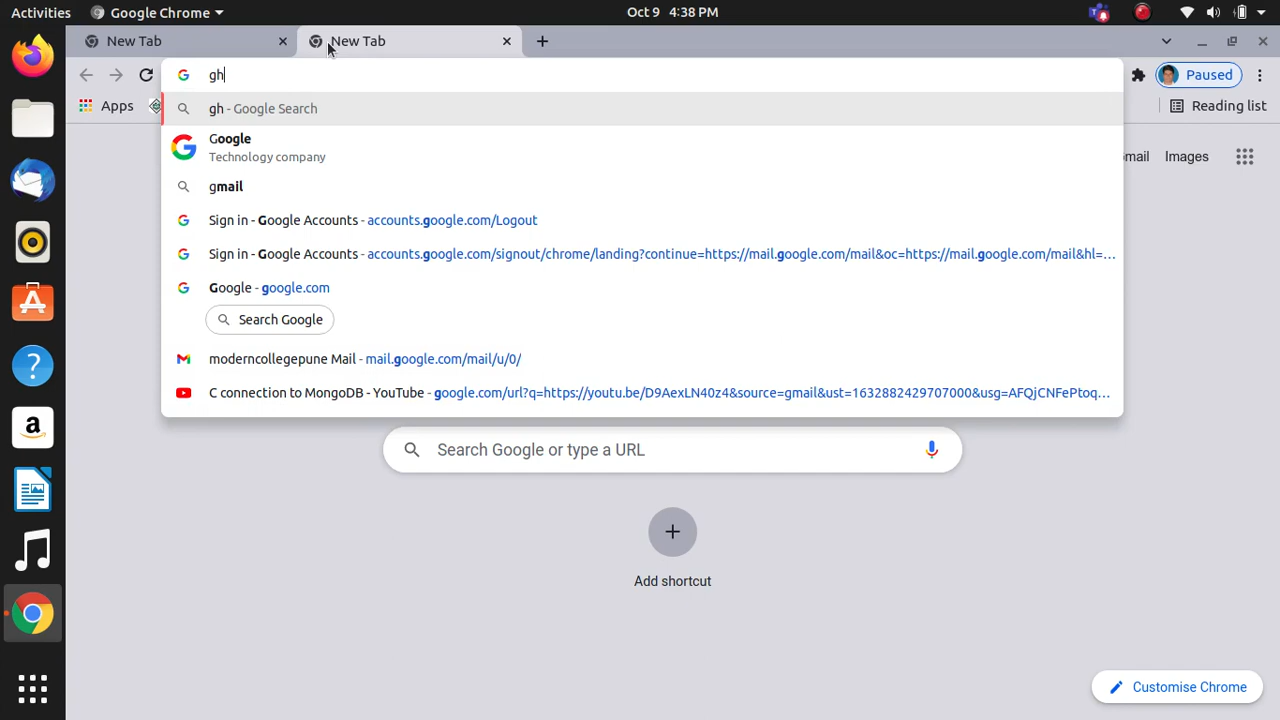 Activities Google Chrome Oct 9 4:38 PM
New Tab New Tab
gh Paused
Apps Reading list
gh - Google Search
Google
Technology company
mail Images
gmail
Sign in - Google Accounts - accounts.google.com/Logout
Sign in - Google Accounts - accounts.google.com/signout/chrome/landing?continue=https://mail.google.com/mail&oc=https://mail.google.com/mail&hl=...
Google - google.com
Search Google
moderncollegepune Mail - mail.google.com/mail/u/0/
C connection to MongoDB - YouTube - google.com/url?q=https://youtu.be/D9AexLN40z4&source=gmail&ust=1632882429707000&usg=AFQjCNFePtoq...
Search Google or type a URL
Add shortcut
Customise Chrome